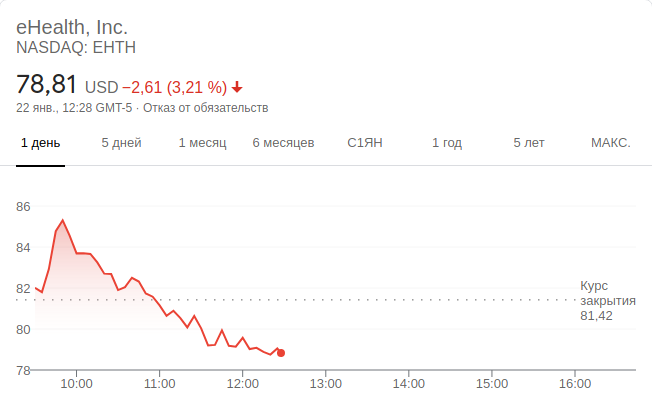 eHealth, Inc.
NASDAQ: EHTH
78,81 USD −2,61 (3,21 %)
22 янв., 12:28 GMT-5 · Отказ от обязательств
1 день 5 дней 1 месяц 6 месяцев С1ЯН 1 год 5 лет МАКС.
86
84
82
80
78
Курс
закрытия
81,42
10:00 11:00 12:00 13:00 14:00 15:00 16:00